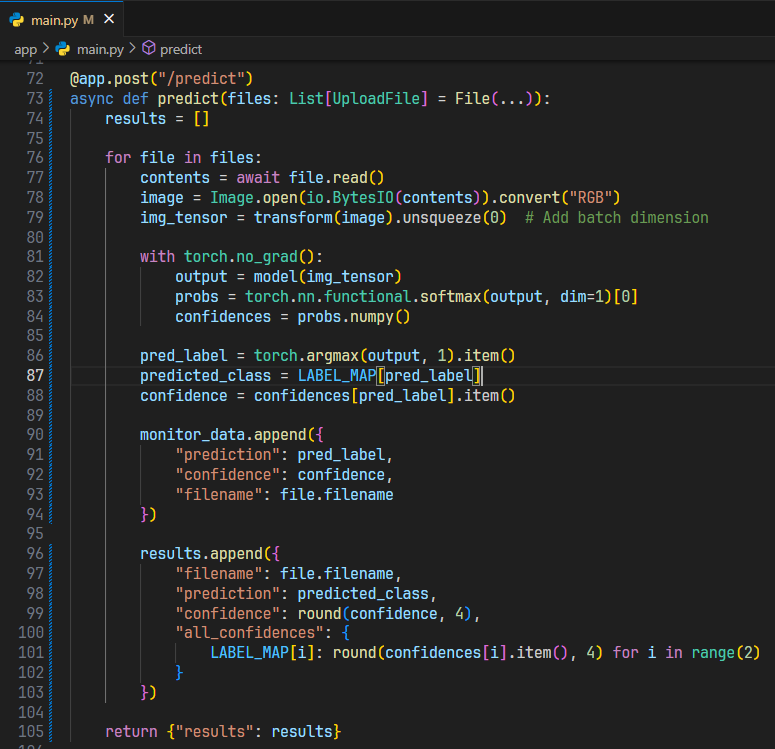 main.py M ×
app > main.py > predict
71
72 @app.post("/predict")
73 async def predict(files: List[UploadFile] = File(...)):
74     results = []
75
76     for file in files:
77         contents = await file.read()
78         image = Image.open(io.BytesIO(contents)).convert("RGB")
79         img_tensor = transform(image).unsqueeze(0)  # Add batch dimension
80
81         with torch.no_grad():
82             output = model(img_tensor)
83             probs = torch.nn.functional.softmax(output, dim=1)[0]
84             confidences = probs.numpy()
85
86         pred_label = torch.argmax(output, 1).item()
87         predicted_class = LABEL_MAP[pred_label]
88         confidence = confidences[pred_label].item()
89
90         monitor_data.append({
91             "prediction": pred_label,
92             "confidence": confidence,
93             "filename": file.filename
94         })
95
96         results.append({
97             "filename": file.filename,
98             "prediction": predicted_class,
99             "confidence": round(confidence, 4),
100             "all_confidences": {
101                 LABEL_MAP[i]: round(confidences[i].item(), 4) for i in range(2)
102             }
103         })
104
105     return {"results": results}